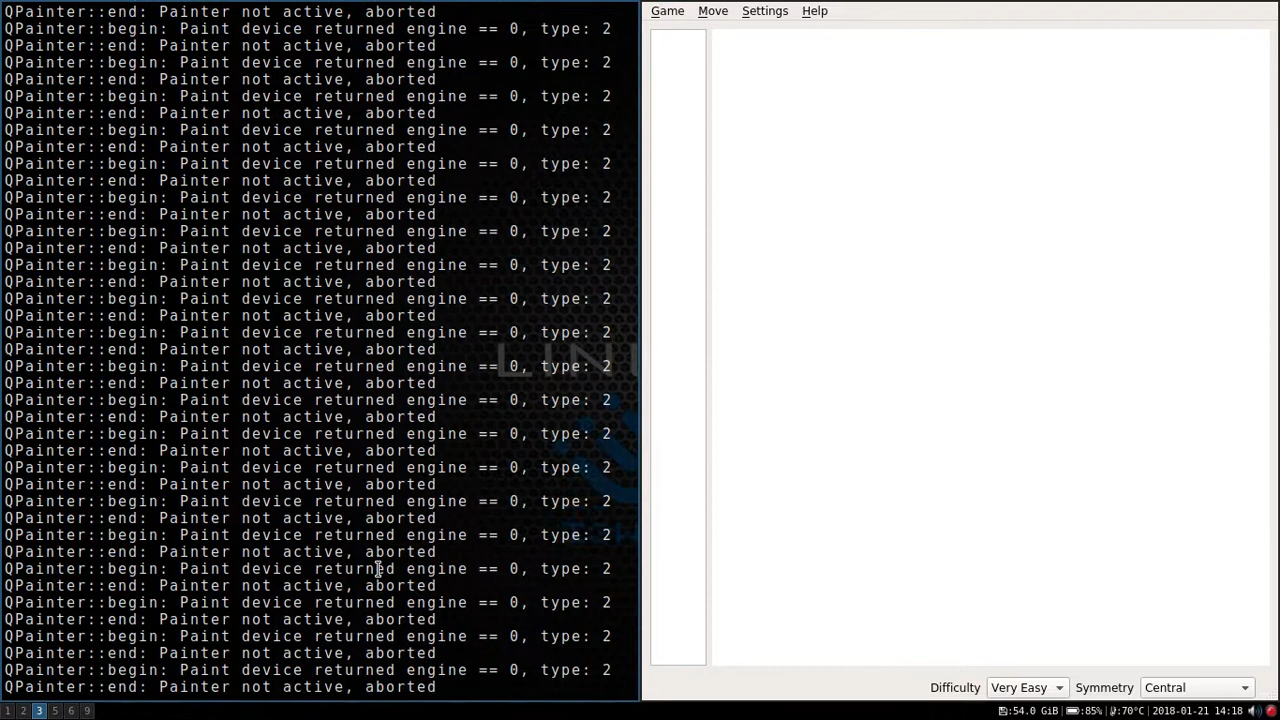 QPainter::end: Painter not active, aborted
QPainter::begin: Paint device returned engine == 0, type: 2
QPainter::end: Painter not active, aborted
QPainter::begin: Paint device returned engine == 0, type: 2
QPainter::end: Painter not active, aborted
QPainter::begin: Paint device returned engine == 0, type: 2
QPainter::end: Painter not active, aborted
QPainter::begin: Paint device returned engine == 0, type: 2
QPainter::end: Painter not active, aborted
QPainter::begin: Paint device returned engine == 0, type: 2
QPainter::end: Painter not active, aborted
QPainter::begin: Paint device returned engine == 0, type: 2
QPainter::end: Painter not active, aborted
QPainter::begin: Paint device returned engine == 0, type: 2
QPainter::end: Painter not active, aborted
QPainter::begin: Paint device returned engine == 0, type: 2
QPainter::end: Painter not active, aborted
QPainter::begin: Paint device returned engine == 0, type: 2
QPainter::end: Painter not active, aborted
QPainter::begin: Paint device returned engine == 0, type: 2
QPainter::end: Painter not active, aborted
QPainter::begin: Paint device returned engine == 0, type: 2
QPainter::end: Painter not active, aborted
QPainter::begin: Paint device returned engine == 0, type: 2
QPainter::end: Painter not active, aborted
QPainter::begin: Paint device returned engine == 0, type: 2
QPainter::end: Painter not active, aborted
QPainter::begin: Paint device returned engine == 0, type: 2
QPainter::end: Painter not active, aborted
QPainter::begin: Paint device returned engine == 0, type: 2
QPainter::end: Painter not active, aborted
QPainter::begin: Paint device returned engine == 0, type: 2
QPainter::end: Painter not active, aborted
QPainter::begin: Paint device returned engine == 0, type: 2
QPainter::end: Painter not active, aborted
QPainter::begin: Paint device returned engine == 0, type: 2
QPainter::end: Painter not active, aborted
QPainter::begin: Paint device returned engine == 0, type: 2
QPainter::end: Painter not active, aborted
QPainter::begin: Paint device returned engine == 0, type: 2
QPainter::end: Painter not active, aborted
Game Move Settings Help
Difficulty Very Easy Symmetry Central
1 2 3 5 6 9
:54.0 GiB :85% :70°C 2018-01-21 14:18